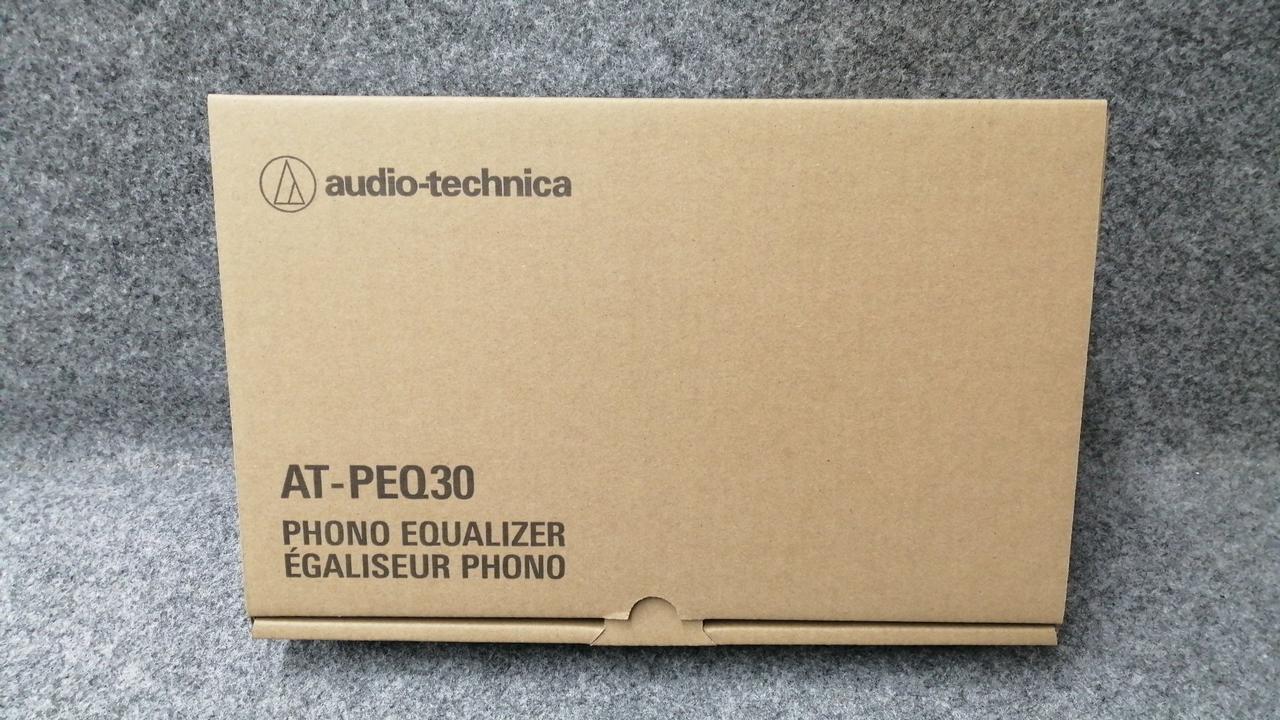 audio-technica
AT-PEQ30
PHONO EQUALIZER
ÉGALISEUR PHONO